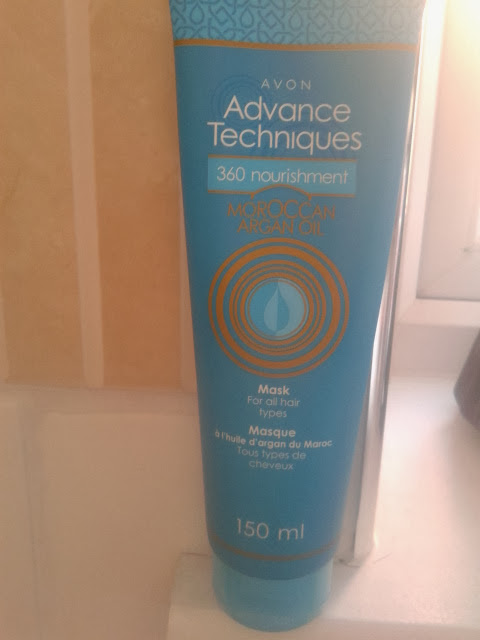 AVON
Advance
Techniques
360 nourishment
MOROCCAN
ARGAN OIL
Mask
For all hair
types
Masque
à l'huile d'argan du Maroc
Tous types de
cheveux
150 ml